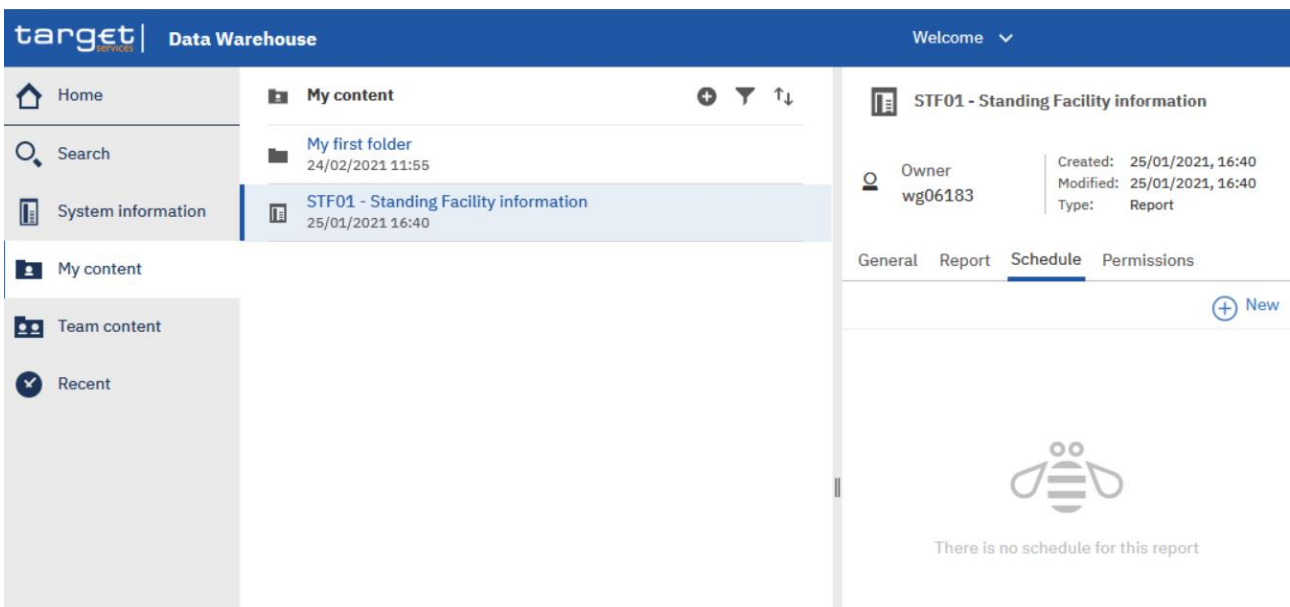 target services | Data Warehouse
Welcome
Home
Search
System information
My content
Team content
Recent
My content
My first folder
24/02/2021 11:55
STF01 - Standing Facility information
25/01/2021 16:40
STF01 - Standing Facility information
Owner
wg06183
Created: 25/01/2021, 16:40
Modified: 25/01/2021, 16:40
Type: Report
General Report Schedule Permissions
New
There is no schedule for this report